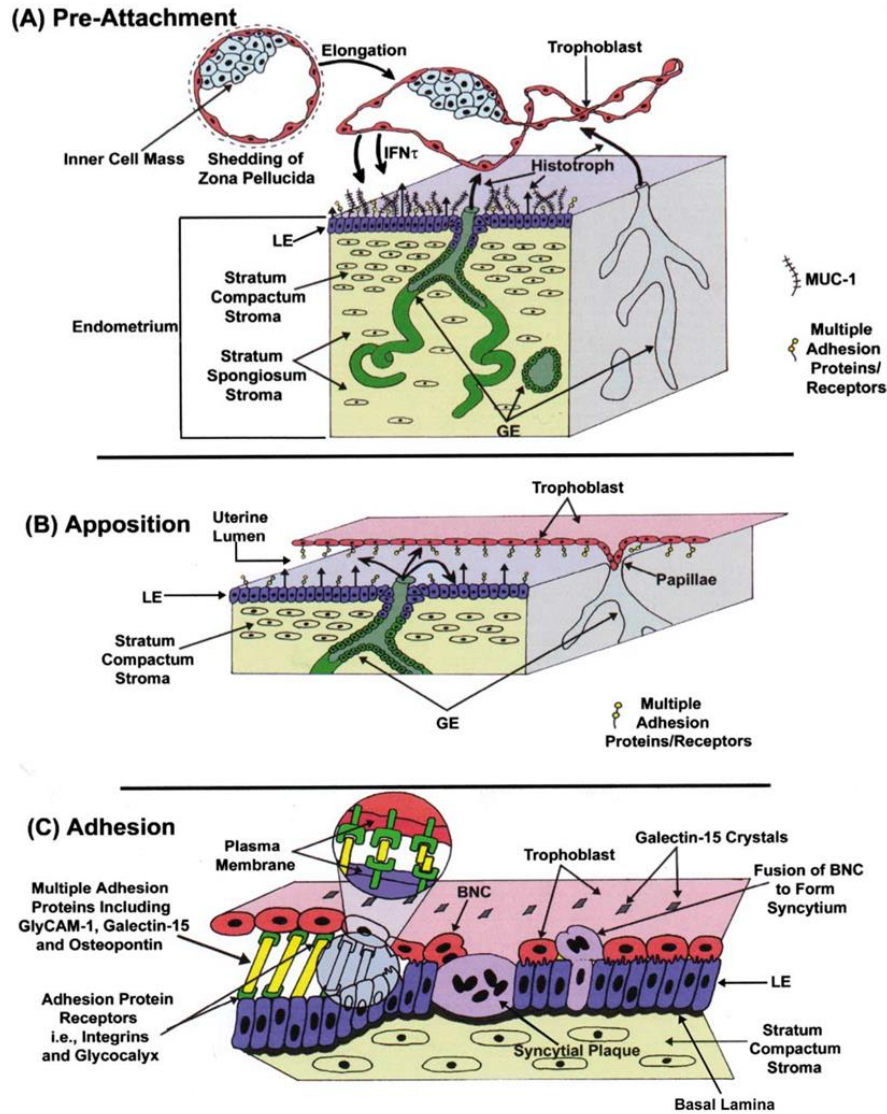 (A) Pre-Attachment
Elongation
Trophoblast
Inner Cell Mass
Shedding of
Zona Pellucida
IFNτ
Histotroph
LE
Stratum
Compactum
Stroma
Endometrium
Stratum
Spongiosum
Stroma
GE
MUC-1
Multiple
Adhesion
Proteins/
Receptors
(B) Apposition
Trophoblast
Uterine
Lumen
Papillae
LE
Stratum
Compactum
Stroma
GE
Multiple
Adhesion
Proteins/Receptors
(C) Adhesion
Plasma
Membrane
Galectin-15 Crystals
Trophoblast
Fusion of BNC
to Form
Syncytium
BNC
Multiple Adhesion
Proteins Including
GlyCAM-1, Galectin-15
and Osteopontin
LE
Adhesion Protein
Receptors
i.e., Integrins
and Glycocalyx
Syncytial Plaque
Stratum
Compactum
Stroma
Basal Lamina